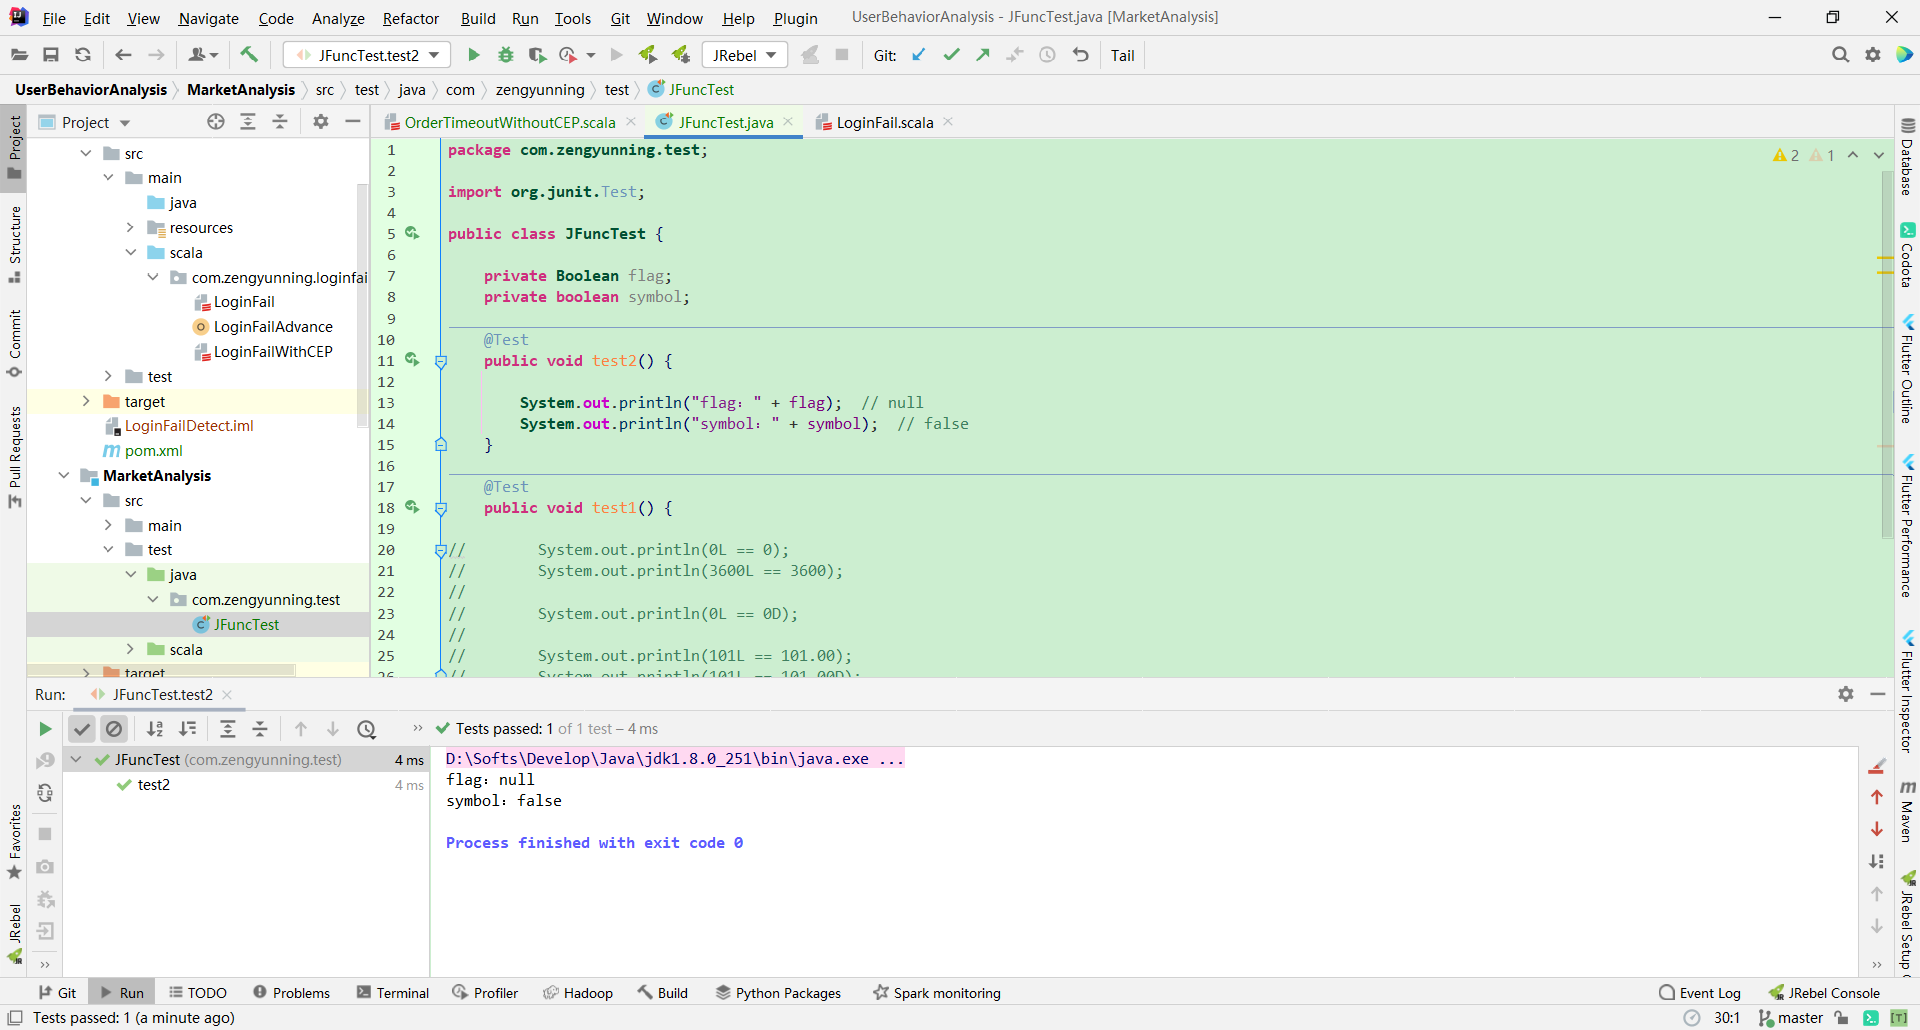 File Edit View Navigate Code Analyze Refactor Build Run Tools Git Window Help Plugin UserBehaviorAnalysis - JFuncTest.java [MarketAnalysis]
JFuncTest.test2 JRebel Git: Tail
UserBehaviorAnalysis MarketAnalysis src test java com zengyunning test JFuncTest
Project OrderTimeoutWithoutCEP.scala JFuncTest.java LoginFail.scala
src
main
java
resources
scala
com.zengyunning.loginfai
LoginFail
LoginFailAdvance
LoginFailWithCEP
test
target
LoginFailDetect.iml
pom.xml
MarketAnalysis
src
main
test
java
com.zengyunning.test
JFuncTest
scala
target
1 package com.zengyunning.test;
2
3 import org.junit.Test;
4
5 public class JFuncTest {
6
7 private Boolean flag;
8 private boolean symbol;
9
10 @Test
11 public void test2() {
12
13 System.out.println("flag：" + flag); // null
14 System.out.println("symbol：" + symbol); // false
15 }
16
17 @Test
18 public void test1() {
19
20 // System.out.println(0L == 0);
21 // System.out.println(3600L == 3600);
22 //
23 // System.out.println(0L == 0D);
24 //
25 // System.out.println(101L == 101.00);
26 // System.out.println(101L == 101.00D);
2 1
Project
Structure
Commit
Pull Requests
Favorites
JRebel
Database
Codota
Flutter Outline
Flutter Performance
Flutter Inspector
Maven
JRebel Setup
Run: JFuncTest.test2
Tests passed: 1 of 1 test – 4 ms
JFuncTest (com.zengyunning.test) 4 ms
test2 4 ms
D:\Softs\Develop\Java\jdk1.8.0_251\bin\java.exe ...
flag：null
symbol：false
Process finished with exit code 0
Git Run TODO Problems Terminal Profiler Hadoop Build Python Packages Spark monitoring Event Log JRebel Console
Tests passed: 1 (a minute ago) 30:1 master [T]